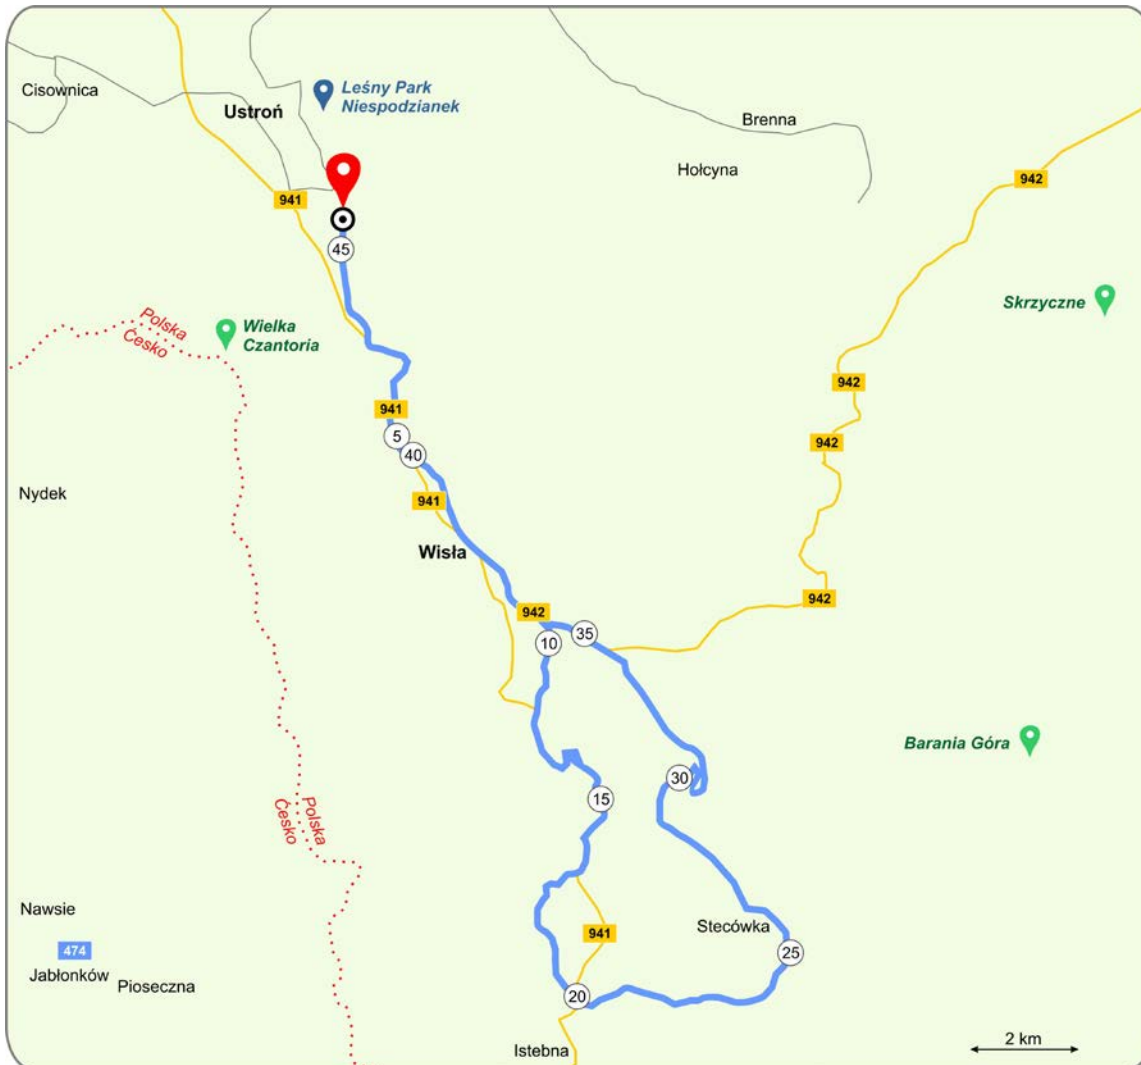 Cisownica
Ustroń
Leśny Park
Niespodzianek
Brenna
Hołcyna
942
941
45
Skrzyczne
Polska
Ćesko
Wielka
Czantoria
942
941
5
942
40
Nydek
941
Wisła
942
942
35
10
Barania Góra
30
15
Ćesko
Polska
Nawsie
Stecówka
941
474
25
Jabłonków
Pioseczna
20
Istebna
2 km